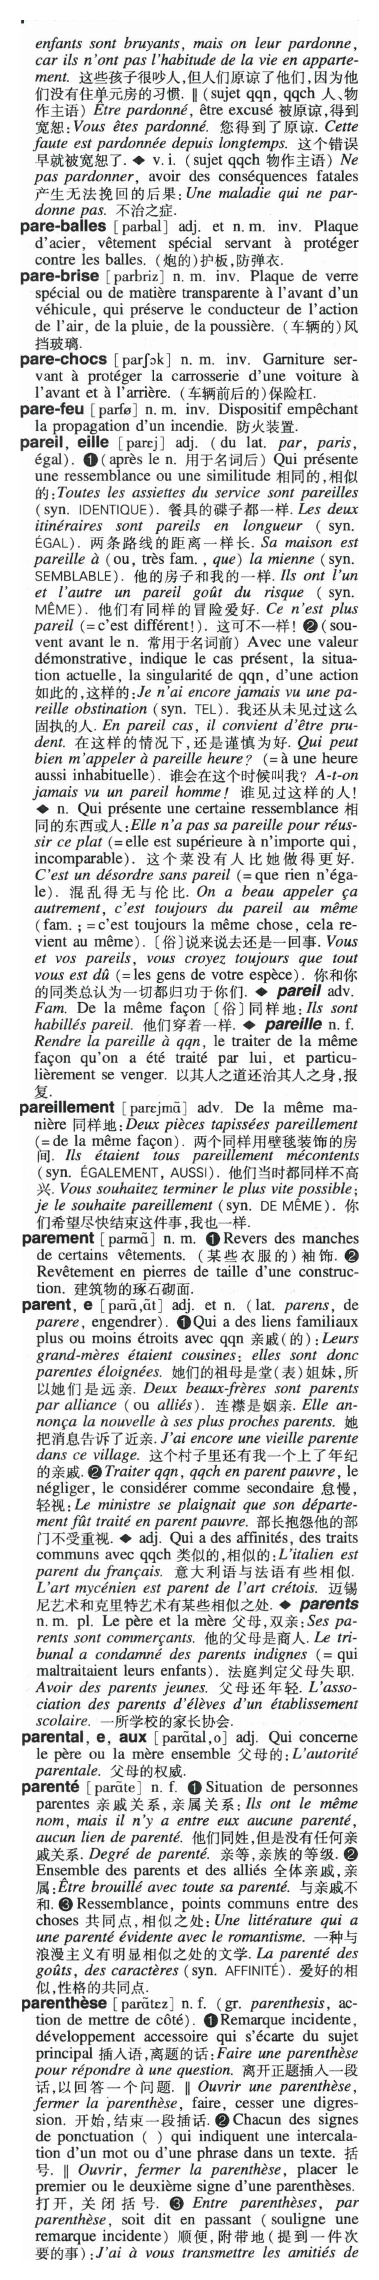 enfants sont bruyants, mais on leur pardonne,
car ils n'ont pas l'habitude de la vie en apparte-
ment. 这些孩子很吵人,但人们原谅了他们,因为他
们没有住单元房的习惯. ‖ (sujet qqn, qqch 人、物
作主语) Être pardonné, être excusé 被原谅,得到
宽恕:Vous êtes pardonné. 您得到了原谅. Cette
faute est pardonnée depuis longtemps. 这个错误
早就被宽恕了. ◆ v. i. (sujet qqch 物作主语) Ne
pas pardonner, avoir des conséquences fatales
产生无法挽回的后果:Une maladie qui ne par-
donne pas. 不治之症.
pare-balles [parbal] adj. et n. m. inv. Plaque
d'acier, vêtement spécial servant à protéger
contre les balles. (炮的)护板,防弹衣.
pare-brise [parbriz] n. m. inv. Plaque de verre
spécial ou de matière transparente à l'avant d'un
véhicule, qui préserve le conducteur de l'action
de l'air, de la pluie, de la poussière. (车辆的)风
挡玻璃.
pare-chocs [parʃɔk] n. m. inv. Garniture ser-
vant à protéger la carrosserie d'une voiture à
l'avant et à l'arrière. (车辆前后的)保险杠.
pare-feu [parfø] n. m. inv. Dispositif empêchant
la propagation d'un incendie. 防火装置.
pareil, eille [parεj] adj. (du lat. par, paris,
égal). ❶(après le n. 用于名词后) Qui présente
une ressemblance ou une similitude 相同的,相似
的:Toutes les assiettes du service sont pareilles
(syn. IDENTIQUE). 餐具的碟子都一样. Les deux
itinéraires sont pareils en longueur ( syn.
ÉGAL). 两条路线的距离一样长. Sa maison est
pareille à (ou, très fam. , que) la mienne (syn.
SEMBLABLE). 他的房子和我的一样. Ils ont l'un
et l'autre un pareil goût du risque ( syn.
MÊME). 他们有同样的冒险爱好. Ce n'est plus
pareil (=c'est différent!). 这可不一样! ❷(sou-
vent avant le n. 常用于名词前) Avec une valeur
démonstrative, indique le cas présent, la situa-
tion actuelle, la singularité de qqn, d'une action
如此的,这样的:Je n'ai encore jamais vu une pa-
reille obstination (syn. TEL). 我还从未见过这么
固执的人. En pareil cas, il convient d'être pru-
dent. 在这样的情况下,还是谨慎为好. Qui peut
bien m'appeler à pareille heure? (=à une heure
aussi inhabituelle). 谁会在这个时候叫我? A-t-on
jamais vu un pareil homme! 谁见过这样的人!
◆ n. Qui présente une certaine ressemblance 相
同的东西或人:Elle n'a pas sa pareille pour réus-
sir ce plat (=elle est supérieure à n'importe qui,
incomparable). 这个菜没有人比她做得更好.
C'est un désordre sans pareil (=que rien n'éga-
le). 混乱得无与伦比. On a beau appeler ça
autrement, c'est toujours du pareil au même
(fam. ; =c'est toujours la même chose, cela re-
vient au même). [俗]说来说去还是一回事. Vous
et vos pareils, vous croyez toujours que tout
vous est dû (=les gens de votre espèce). 你和你
的同类总认为一切都归功于你们. ◆ pareil adv.
Fam. De la même façon [俗]同样地:Ils sont
habillés pareil. 他们穿着一样. ◆ pareille n. f.
Rendre la pareille à qqn, le traiter de la même
façon qu'on a été traité par lui, et particu-
lièrement se venger. 以其人之道还治其人之身,报
复.
pareillement [parεjmɑ̃] adv. De la même ma-
nière 同样地:Deux pièces tapissées pareillement
(=de la même façon). 两个同样用壁毯装饰的房
间. Ils étaient tous pareillement mécontents
(syn. ÉGALEMENT, AUSSI). 他们当时都同样不高
兴. Vous souhaitez terminer le plus vite possible;
je le souhaite pareillement (syn. DE MÊME). 你
们希望尽快结束这件事,我也一样.
parement [parmɑ̃] n. m. ❶Revers des manches
de certains vêtements. (某些衣服的)袖饰. ❷
Revêtement en pierres de taille d'une construc-
tion. 建筑物的琢石砌面.
parent, e [parɑ̃,ɑ̃t] adj. et n. (lat. parens, de
parere, engendrer). ❶Qui a des liens familiaux
plus ou moins étroits avec qqn 亲戚(的):Leurs
grand-mères étaient cousines; elles sont donc
parentes éloignées. 她们的祖母是堂(表)姐妹,所
以她们是远亲. Deux beaux-frères sont parents
par alliance (ou alliés). 连襟是姻亲. Elle an-
nonça la nouvelle à ses plus proches parents. 她
把消息告诉了近亲. J'ai encore une vieille parente
dans ce village. 这个村子里还有我一个上了年纪
的亲戚. ❷Traiter qqn, qqch en parent pauvre, le
négliger, le considérer comme secondaire 怠慢,
轻视:Le ministre se plaignait que son départe-
ment fût traité en parent pauvre. 部长抱怨他的部
门不受重视. ◆ adj. Qui a des affinités, des traits
communs avec qqch 类似的,相似的:L'italien est
parent du français. 意大利语与法语有些相似.
L'art mycénien est parent de l'art crétois. 迈锡
尼艺术和克里特艺术有某些相似之处. ◆ parents
n. m. pl. Le père et la mère 父母,双亲:Ses pa-
rents sont commerçants. 他的父母是商人. Le tri-
bunal a condamné des parents indignes (= qui
maltraitaient leurs enfants). 法庭判定父母失职.
Avoir des parents jeunes. 父母还年轻. L'asso-
ciation des parents d'élèves d'un établissement
scolaire. 一所学校的家长协会.
parental, e, aux [parɑ̃tal,o] adj. Qui concerne
le père ou la mère ensemble 父母的:L'autorité
parentale. 父母的权威.
parenté [parɑ̃te] n. f. ❶Situation de personnes
parentes 亲戚关系,亲属关系:Ils ont le même
nom, mais il n'y a entre eux aucune parenté,
aucun lien de parenté. 他们同姓,但是没有任何亲
戚关系. Degré de parenté. 亲等,亲族的等级. ❷
Ensemble des parents et des alliés 全体亲戚,亲
属:Être brouillé avec toute sa parenté. 与亲戚不
和. ❸Ressemblance, points communs entre des
choses 共同点,相似之处:Une littérature qui a
une parenté évidente avec le romantisme. 一种与
浪漫主义有明显相似之处的文学. La parenté des
goûts, des caractères (syn. AFFINITÉ). 爱好的相
似,性格的共同点.
parenthèse [parɑ̃tεz] n. f. (gr. parenthesis, ac-
tion de mettre de côté). ❶Remarque incidente,
développement accessoire qui s'écarte du sujet
principal 插入语,离题的话:Faire une parenthèse
pour répondre à une question. 离开正题插入一段
话,以回答一个问题. ‖ Ouvrir une parenthèse,
fermer la parenthèse, faire, cesser une digres-
sion. 开始,结束一段插话. ❷Chacun des signes
de ponctuation ( ) qui indiquent une intercala-
tion d'un mot ou d'une phrase dans un texte. 括
号. ‖ Ouvrir, fermer la parenthèse, placer le
premier ou le deuxième signe d'une parenthèses.
打开, 关闭括号. ❸ Entre parenthèses, par
parenthèse, soit dit en passant (souligne une
remarque incidente) 顺便,附带地(提到一件次
要的事):J'ai à vous transmettre les amitiés de